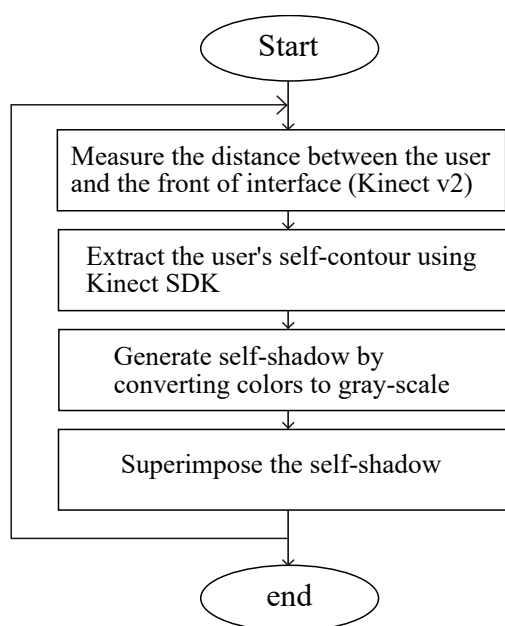 Start
Measure the distance between the user
and the front of interface (Kinect v2)
Extract the user's self-contour using
Kinect SDK
Generate self-shadow by
converting colors to gray-scale
Superimpose the self-shadow
end